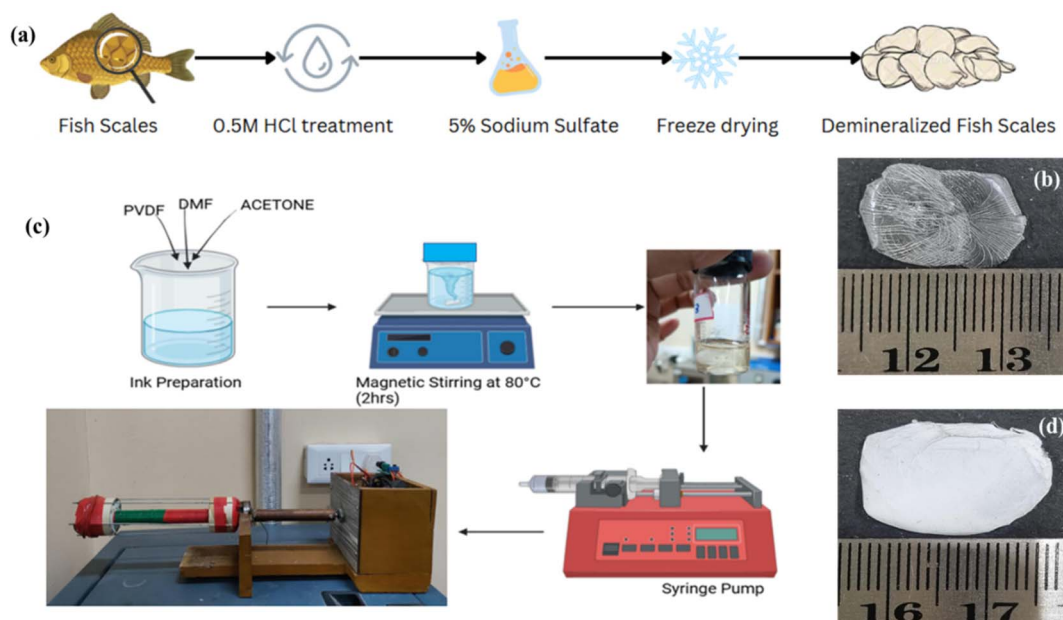 (a)
Fish Scales
0.5M HCl treatment
5% Sodium Sulfate
Freeze drying
Demineralized Fish Scales
(b)
12 13
(c)
PVDF
DMF
ACETONE
Ink Preparation
Magnetic Stirring at 80°C
(2hrs)
Syringe Pump
(d)
16 17